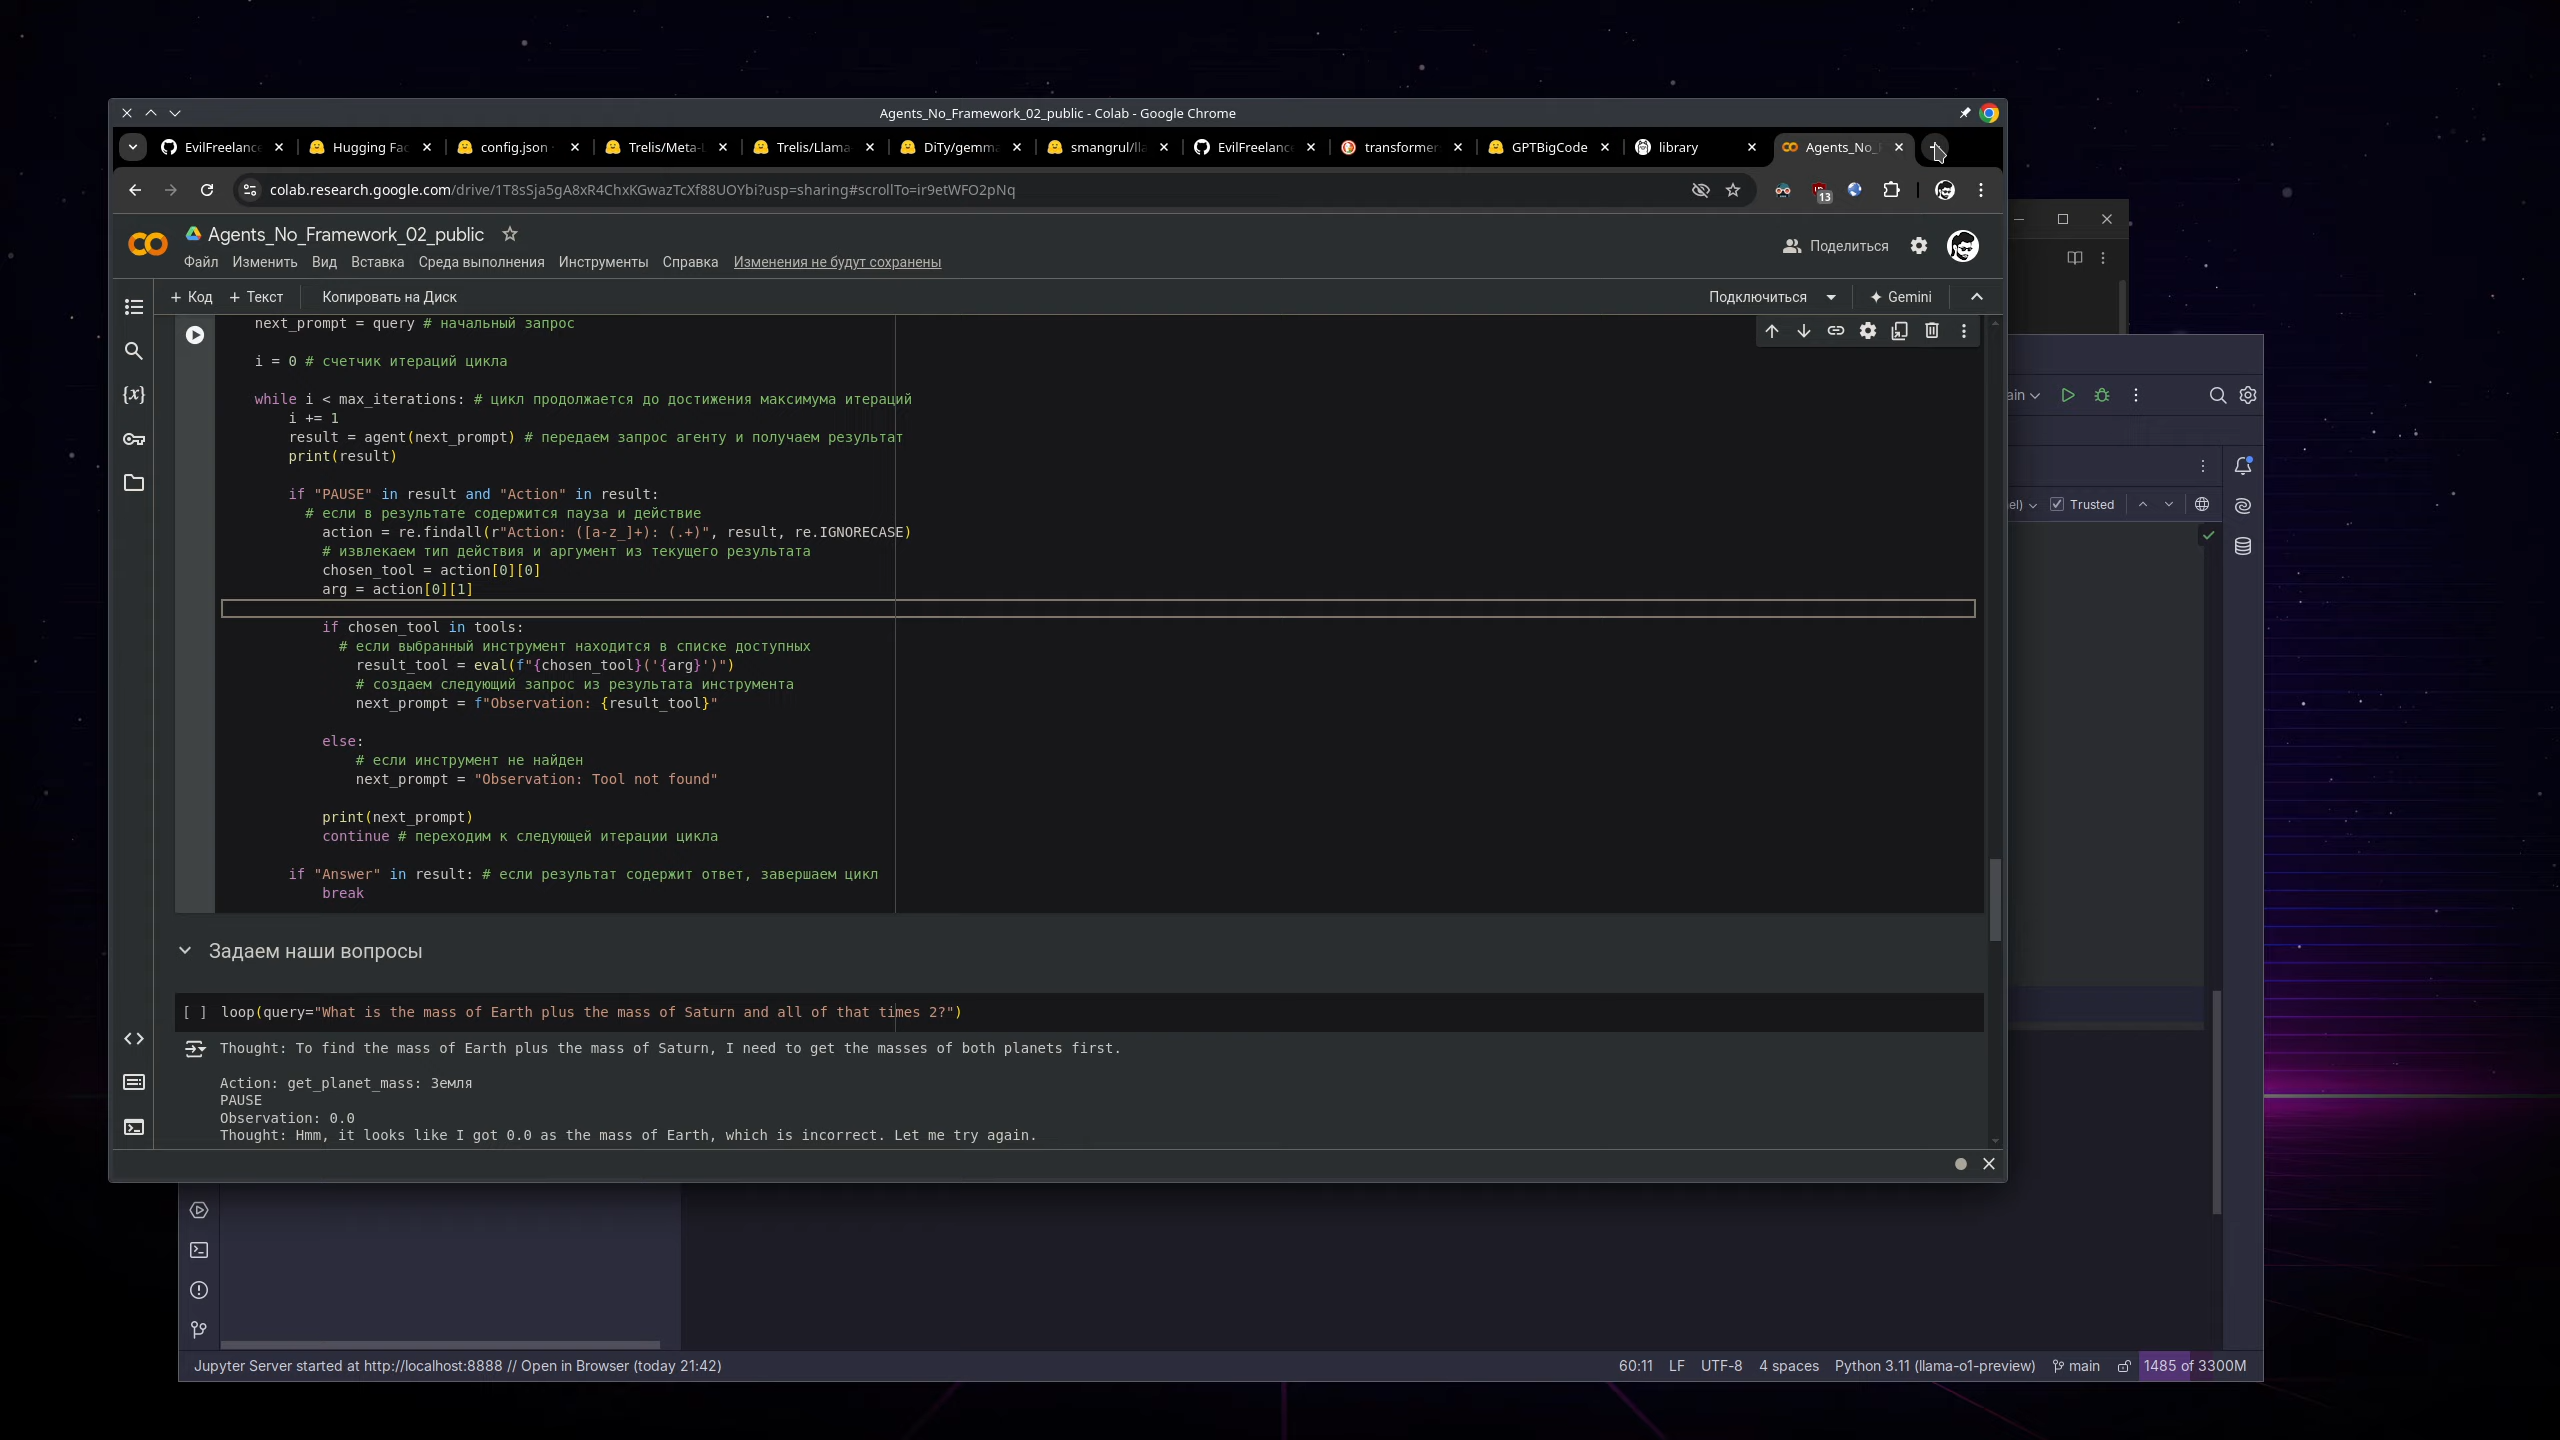 Agents_No_Framework_02_public - Colab - Google Chrome
EvilFreelance
Hugging Fac
config.json
Trelis/Meta-L
Trelis/Llama
DiTy/gemma
smangrul/lla
EvilFreelance
transformer
GPTBigCode
library
Agents_No_F
colab.research.google.com/drive/1T8sSja5gA8xR4ChxKGwazTcXf88UOYbi?usp=sharing#scrollTo=ir9etWFO2pNq
13
Agents_No_Framework_02_public
Поделиться
Файл Изменить Вид Вставка Среда выполнения Инструменты Справка Изменения не будут сохранены
+ Код + Текст Копировать на Диск Подключиться Gemini
next_prompt = query # начальный запрос
i = 0 # счетчик итераций цикла
while i < max_iterations: # цикл продолжается до достижения максимума итераций
i += 1
result = agent(next_prompt) # передаем запрос агенту и получаем результат
print(result)
if "PAUSE" in result and "Action" in result:
# если в результате содержится пауза и действие
action = re.findall(r"Action: ([a-z_]+): (.+)", result, re.IGNORECASE)
# извлекаем тип действия и аргумент из текущего результата
chosen_tool = action[0][0]
arg = action[0][1]
if chosen_tool in tools:
# если выбранный инструмент находится в списке доступных
result_tool = eval(f"{chosen_tool}('{arg}')")
# создаем следующий запрос из результата инструмента
next_prompt = f"Observation: {result_tool}"
else:
# если инструмент не найден
next_prompt = "Observation: Tool not found"
print(next_prompt)
continue # переходим к следующей итерации цикла
if "Answer" in result: # если результат содержит ответ, завершаем цикл
break
Задаем наши вопросы
[ ] loop(query="What is the mass of Earth plus the mass of Saturn and all of that times 2?")
Thought: To find the mass of Earth plus the mass of Saturn, I need to get the masses of both planets first.
Action: get_planet_mass: Земля
PAUSE
Observation: 0.0
Thought: Hmm, it looks like I got 0.0 as the mass of Earth, which is incorrect. Let me try again.
ain
el)
Trusted
Jupyter Server started at http://localhost:8888 // Open in Browser (today 21:42)
60:11 LF UTF-8 4 spaces Python 3.11 (llama-o1-preview) main 1485 of 3300M